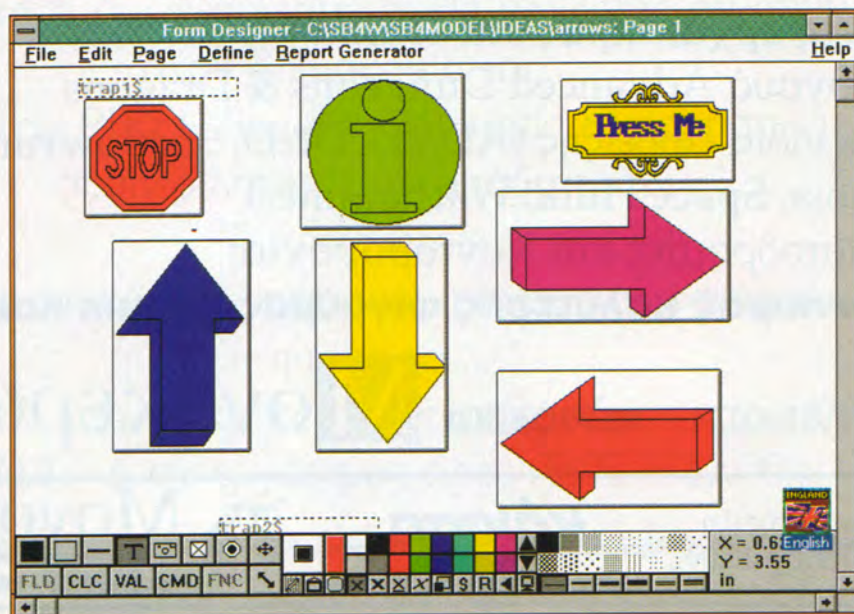 Form Designer - C:\SB4W\SB4MODEL\IDEAS\arrows: Page 1
File Edit Page Define Report Generator Help
trap1$
STOP
i
Press Me
trap2$
ENGLAND
English
T
X = 0.6
Y = 3.55
in
FLD CLC VAL CMD FNC
$ R